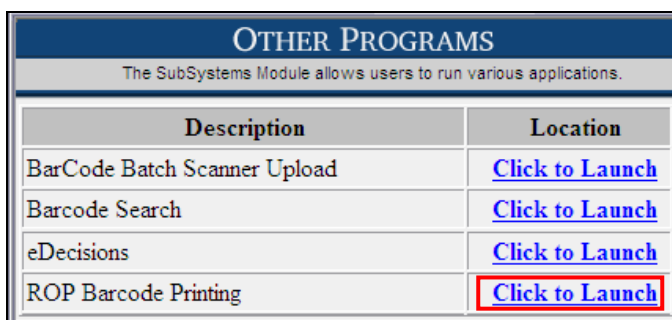 OTHER PROGRAMS
The SubSystems Module allows users to run various applications.
Description Location
BarCode Batch Scanner Upload Click to Launch
Barcode Search Click to Launch
eDecisions Click to Launch
ROP Barcode Printing Click to Launch